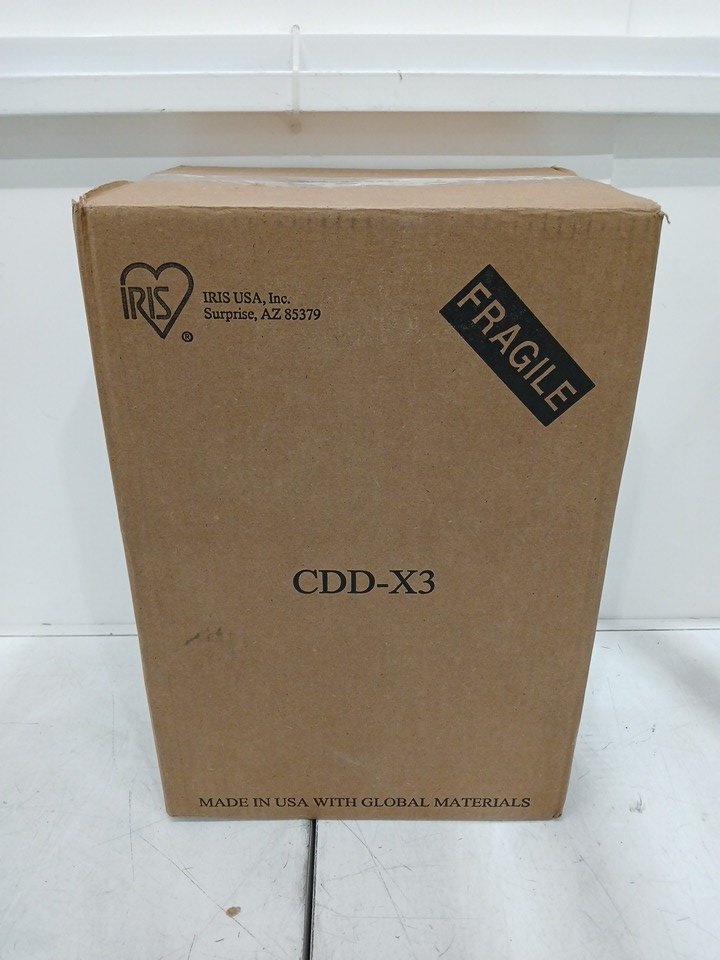 IRIS
®
IRIS USA, Inc.
Surprise, AZ 85379
FRAGILE
CDD-X3
MADE IN USA WITH GLOBAL MATERIALS